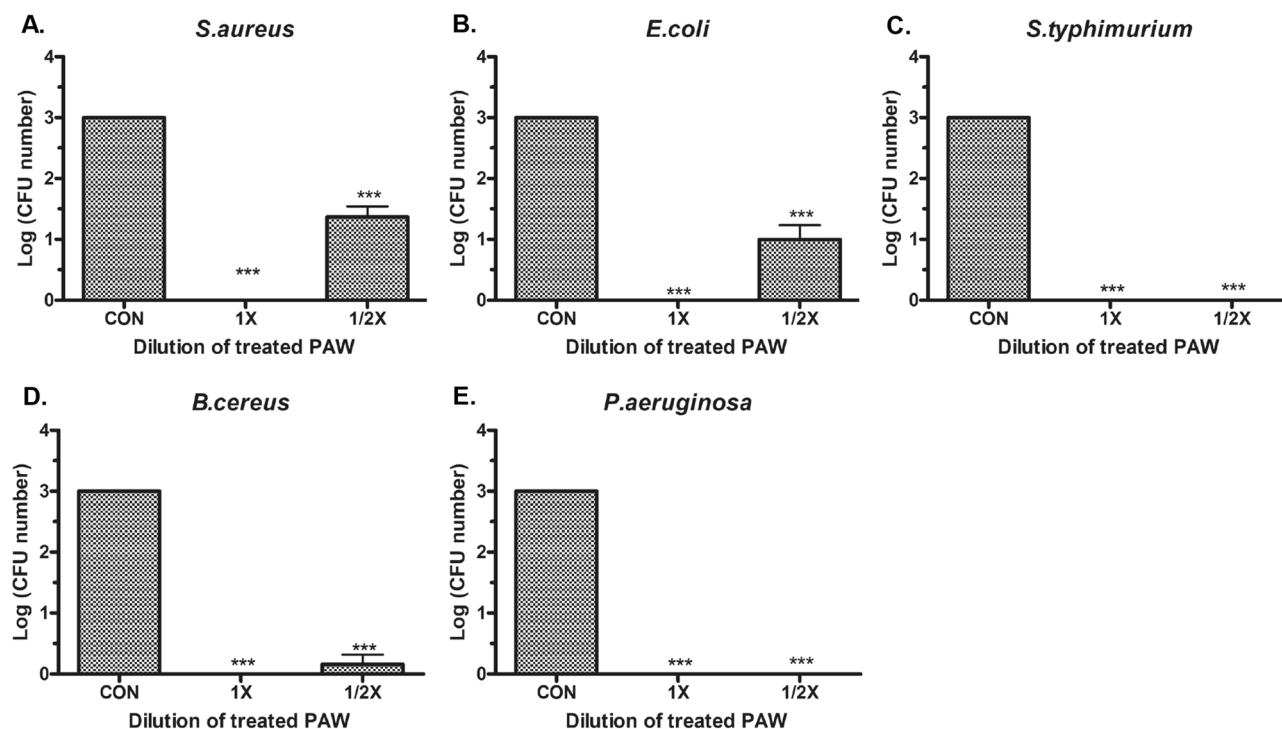 A.
S.aureus
Log (CFU number)
4
3
2
1
0
***
***
CON 1X 1/2X
Dilution of treated PAW
B.
E.coli
Log (CFU number)
4
3
2
1
0
***
***
CON 1X 1/2X
Dilution of treated PAW
C.
S.typhimurium
Log (CFU number)
4
3
2
1
0
***
***
CON 1X 1/2X
Dilution of treated PAW
D.
B.cereus
Log (CFU number)
4
3
2
1
0
***
***
CON 1X 1/2X
Dilution of treated PAW
E.
P.aeruginosa
Log (CFU number)
4
3
2
1
0
***
***
CON 1X 1/2X
Dilution of treated PAW